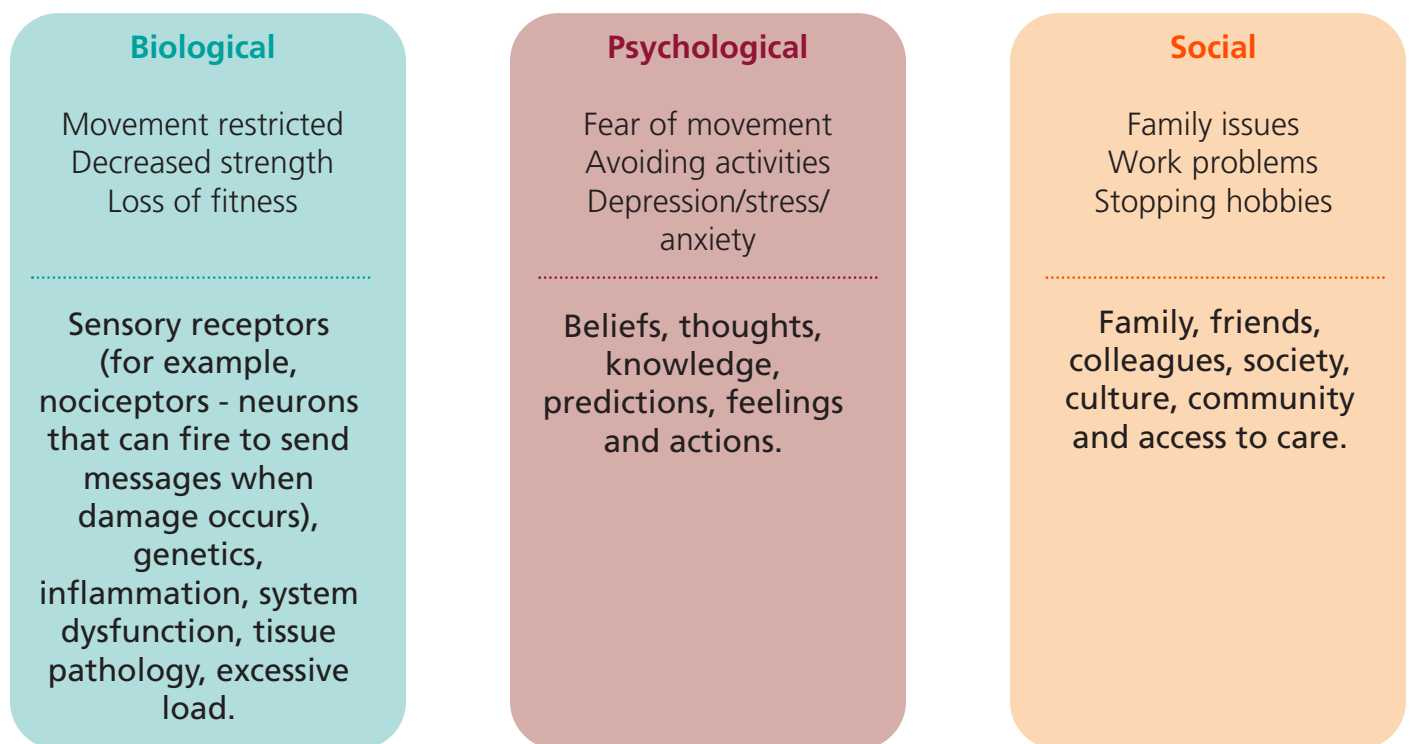 Biological
Movement restricted
Decreased strength
Loss of fitness
Sensory receptors
(for example,
nociceptors - neurons
that can fire to send
messages when
damage occurs),
genetics,
inflammation, system
dysfunction, tissue
pathology, excessive
load.
Psychological
Fear of movement
Avoiding activities
Depression/stress/
anxiety
Beliefs, thoughts,
knowledge,
predictions, feelings
and actions.
Social
Family issues
Work problems
Stopping hobbies
Family, friends,
colleagues, society,
culture, community
and access to care.